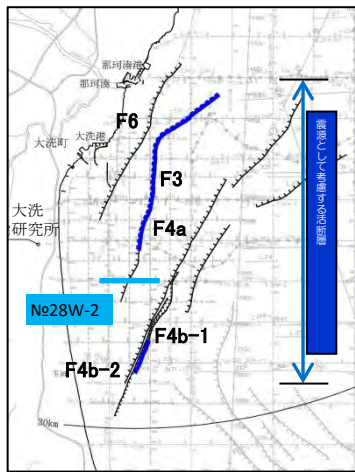 那珂湊港
那珂湊
F6
大洗港
大洗町
F3
大洗
研究所
F4a
震源として考慮する活断層
№28W-2
F4b-1
F4b-2
30km